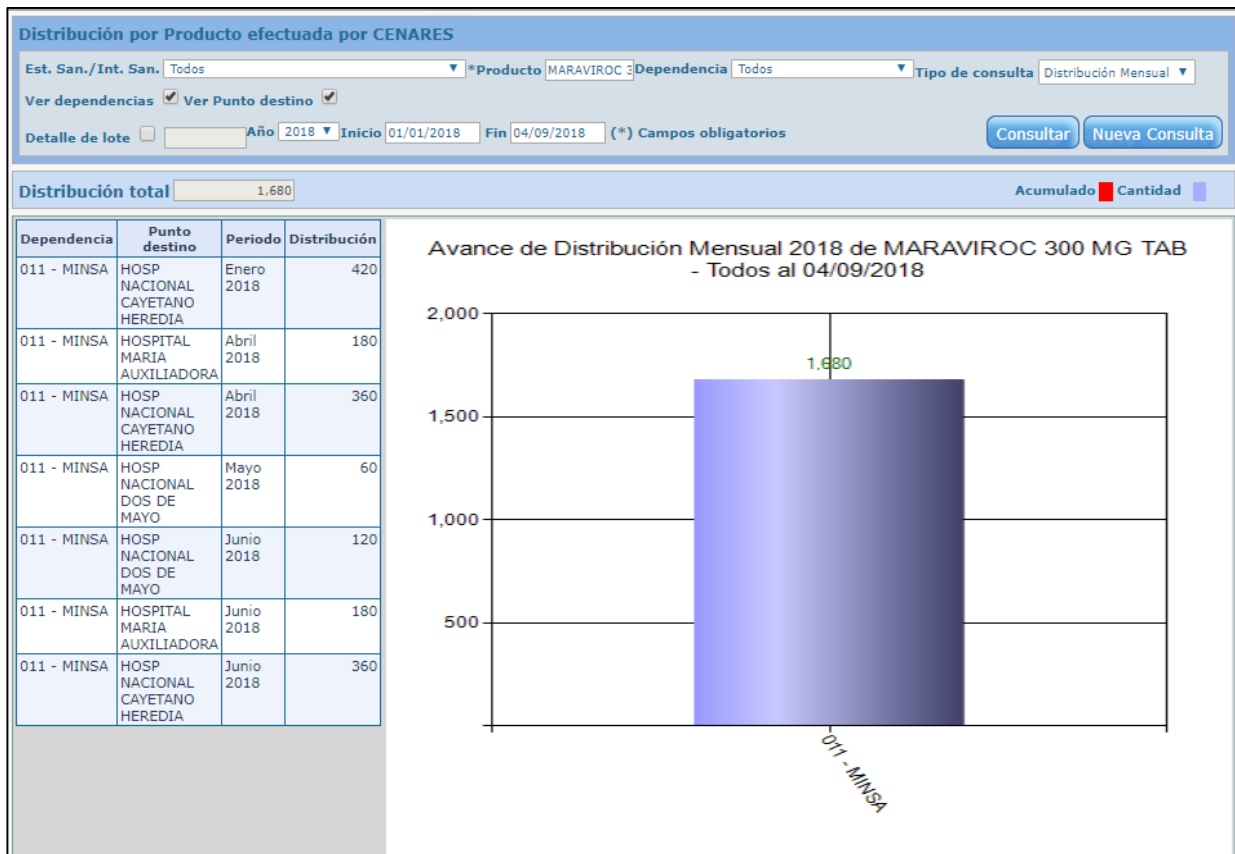 Distribución por Producto efectuada por CENARES
Est. San./Int. San. Todos *Producto MARAVIROC 3 Dependencia Todos Tipo de consulta Distribución Mensual
Ver dependencias Ver Punto destino
Detalle de lote Año 2018 Inicio 01/01/2018 Fin 04/09/2018 (*) Campos obligatorios Consultar Nueva Consulta
Distribución total 1,680 Acumulado Cantidad
Dependencia Punto destino Periodo Distribución
011 - MINSA HOSP NACIONAL CAYETANO HEREDIA Enero 2018 420
011 - MINSA HOSPITAL MARIA AUXILIADORA Abril 2018 180
011 - MINSA HOSP NACIONAL CAYETANO HEREDIA Abril 2018 360
011 - MINSA HOSP NACIONAL DOS DE MAYO Mayo 2018 60
011 - MINSA HOSP NACIONAL DOS DE MAYO Junio 2018 120
011 - MINSA HOSPITAL MARIA AUXILIADORA Junio 2018 180
011 - MINSA HOSP NACIONAL CAYETANO HEREDIA Junio 2018 360
Avance de Distribución Mensual 2018 de MARAVIROC 300 MG TAB
- Todos al 04/09/2018
2,000
1,680
1,500
1,000
500
011 - MINSA